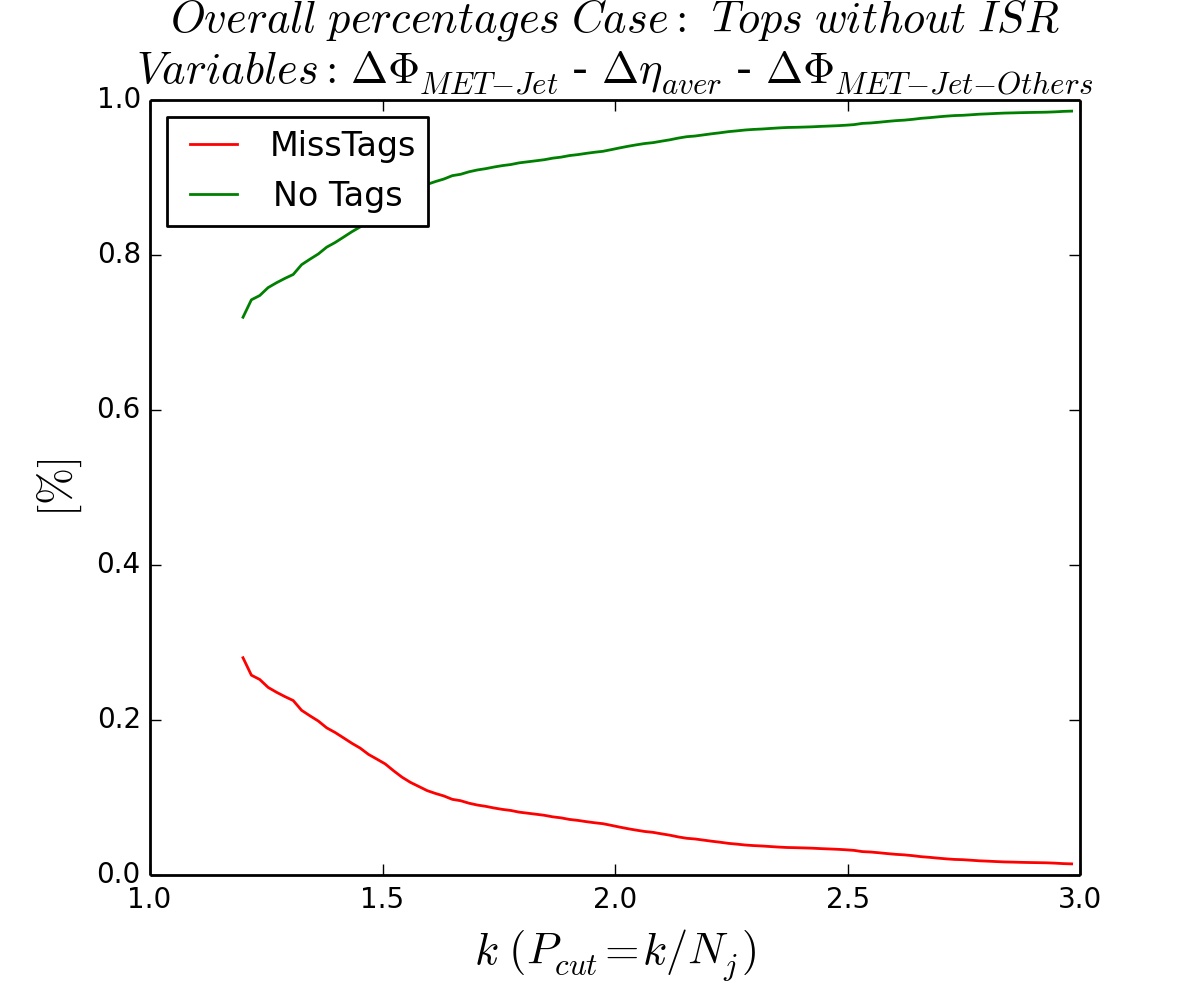 Overall percentages Case: Tops without ISR
Variables: ΔΦ_{MET−Jet} - Δη_{aver} - ΔΦ_{MET−Jet−Others}
1.0
MissTags
No Tags
0.8
0.6
[%]
0.4
0.2
0.0
1.0 1.5 2.0 2.5 3.0
k (P_{cut}=k/N_j)